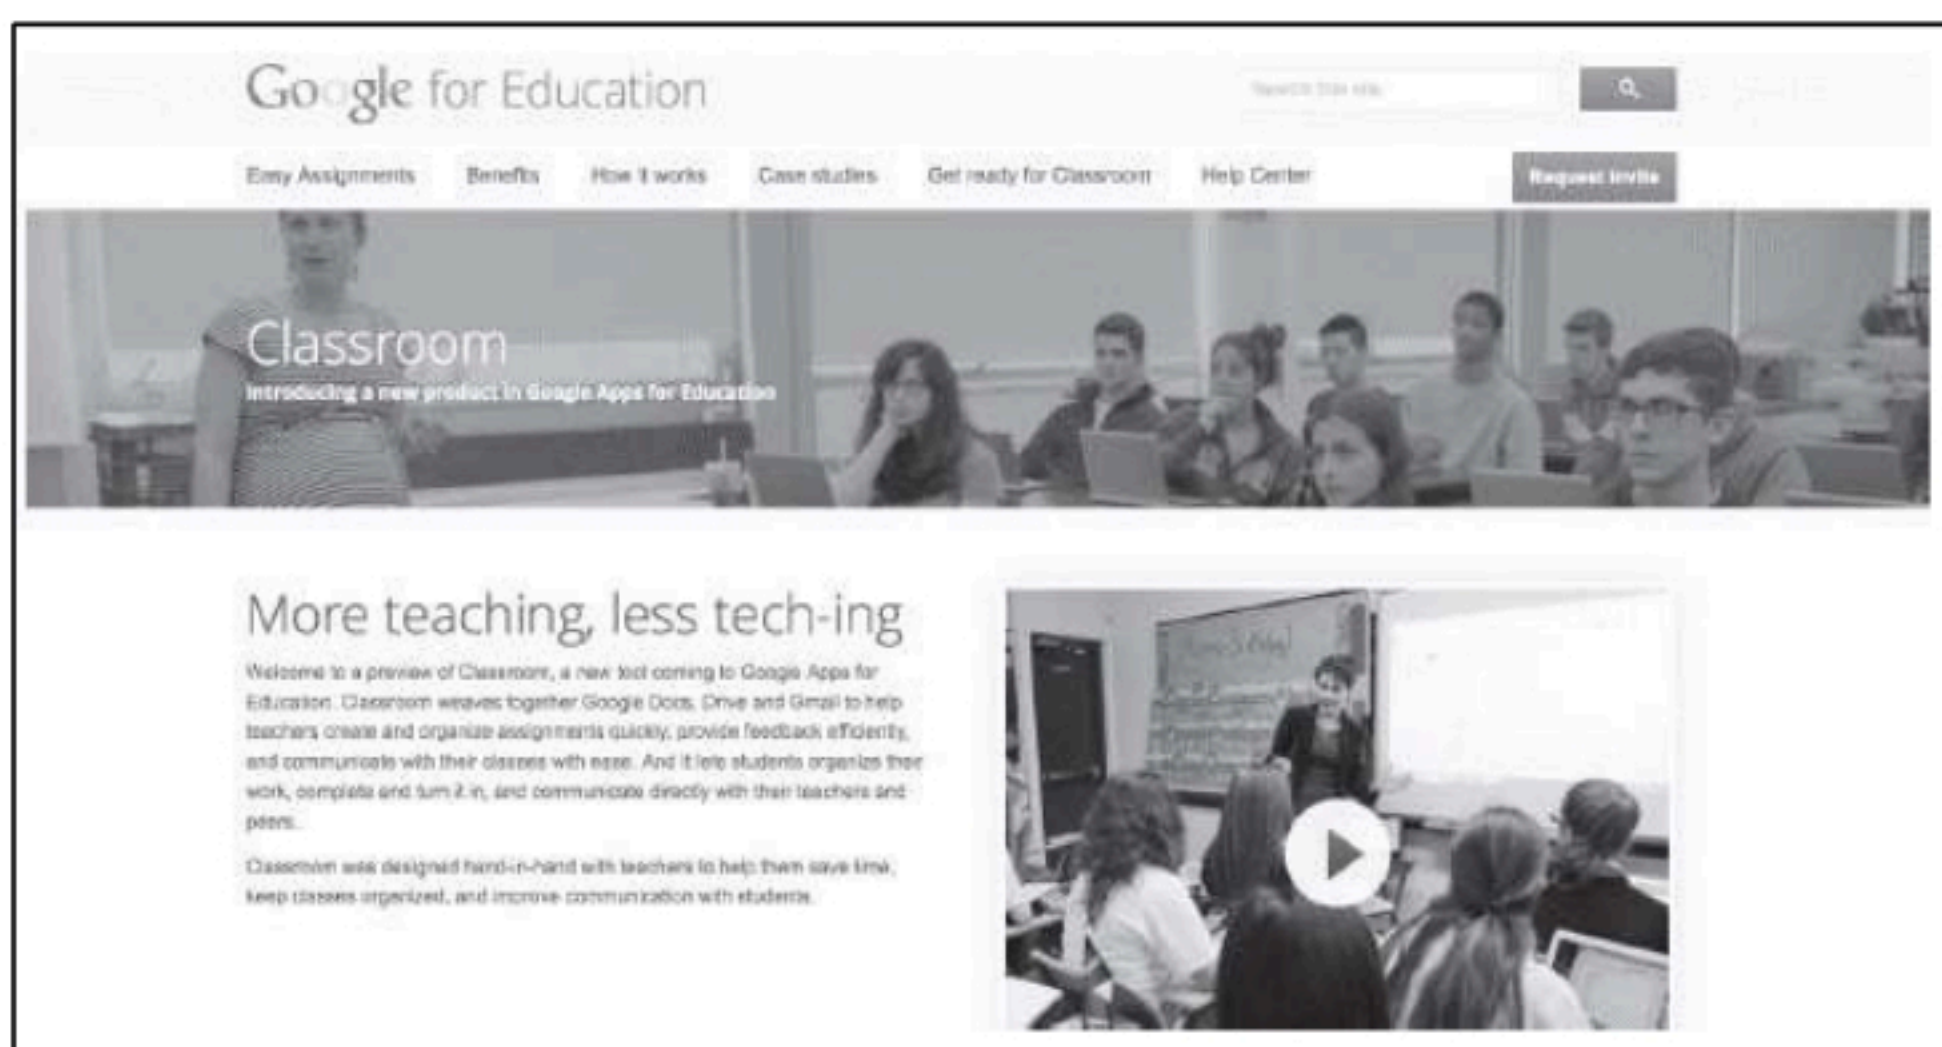 Google for Education
Search this site
Easy Assignments Benefits How it works Case studies Get ready for Classroom Help Center Request Invite
Classroom
Introducing a new product in Google Apps for Education
More teaching, less tech-ing
Welcome to a preview of Classroom, a new tool coming to Google Apps for
Education. Classroom weaves together Google Docs, Drive and Gmail to help
teachers create and organize assignments quickly, provide feedback efficiently,
and communicate with their classes with ease. And it lets students organize their
work, complete and turn it in, and communicate directly with their teachers and
peers.
Classroom was designed hand-in-hand with teachers to help them save time,
keep classes organized, and improve communication with students.